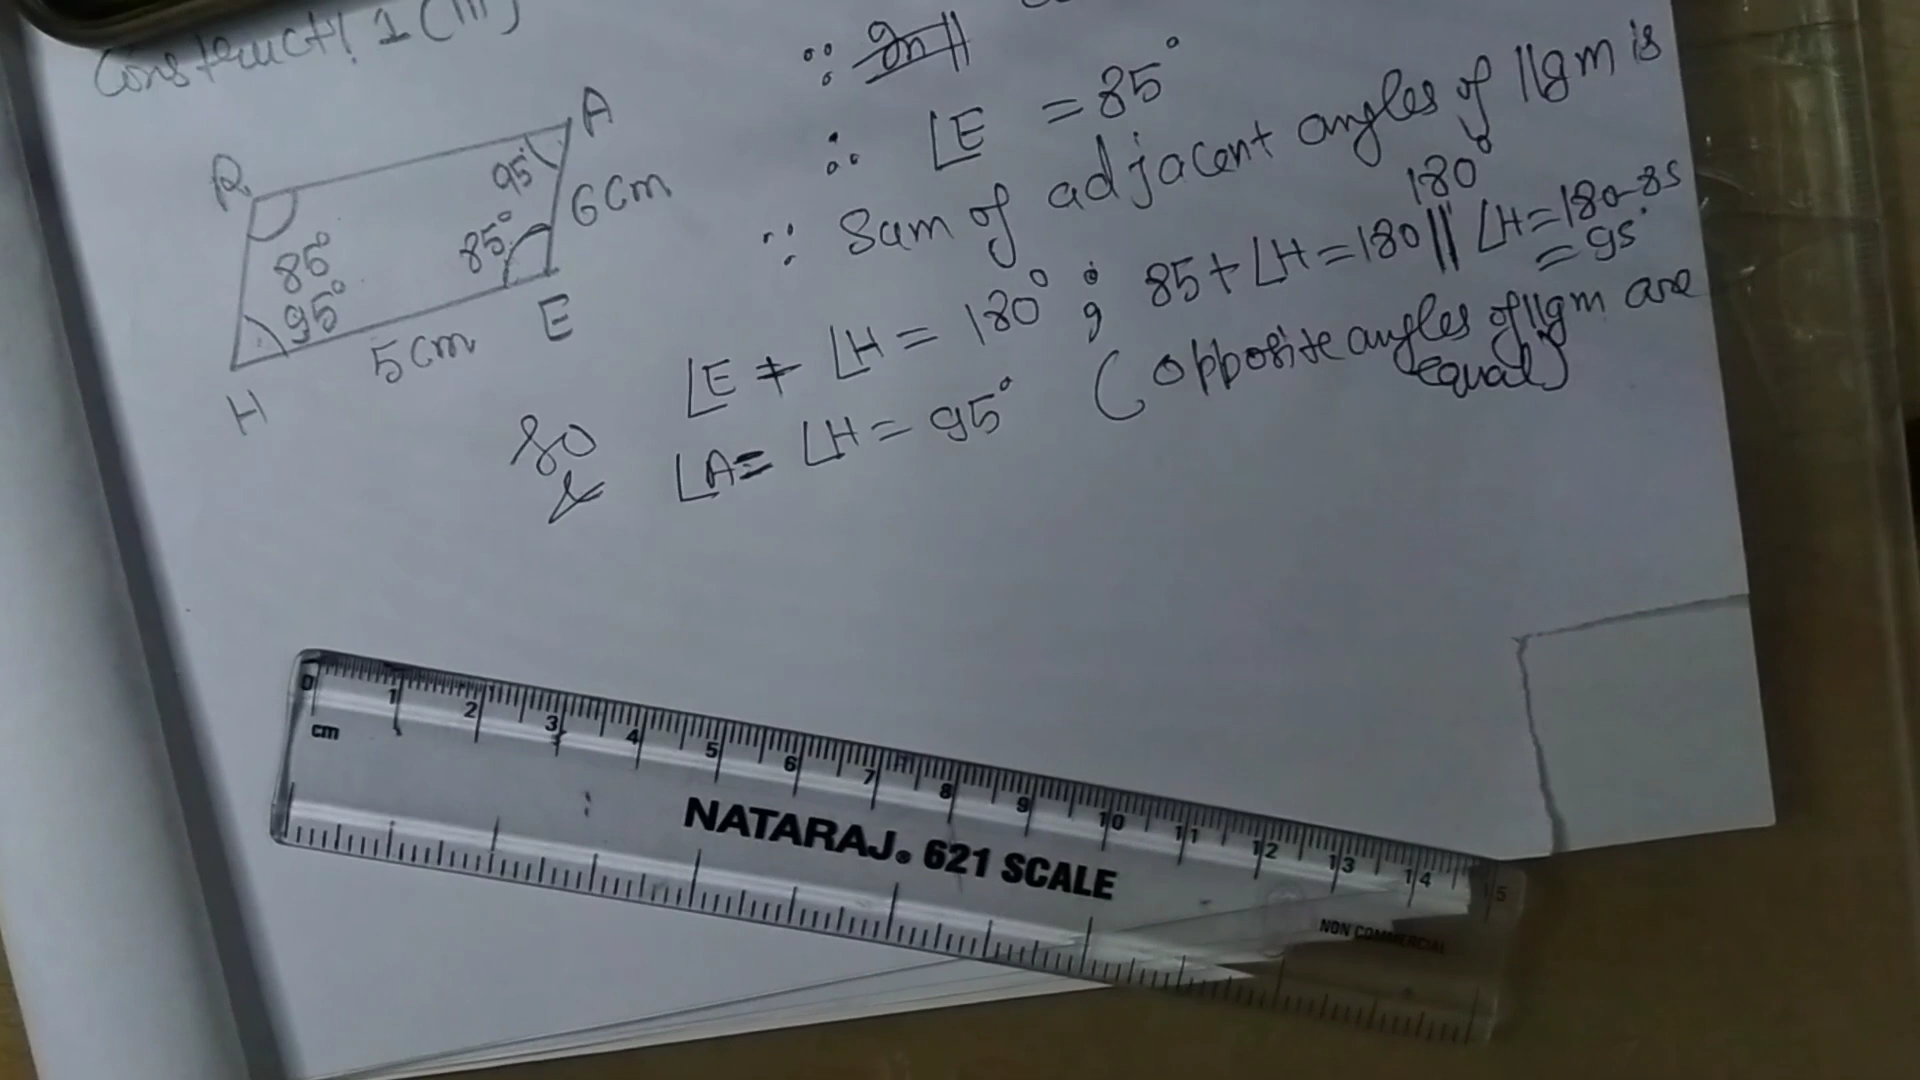 Construct! 1 (iii)
R
A
95°
6 cm
85°
85°
95°
5 cm
E
H
∵ In ||
∴ ∠E = 85°
∵ Sum of adjacent angles of ||gm is
180°
So ∠E + ∠H = 180° ; 85 + ∠H = 180 || ∠H = 180-85
= 95°
& ∠A = ∠H = 95° (opposite angles of ||gm are
equal)
0 1 2 3 4 5 6 7 8 9 10 11 12 13 14 15
cm
NATARAJ. 621 SCALE
NON COMMERCIAL